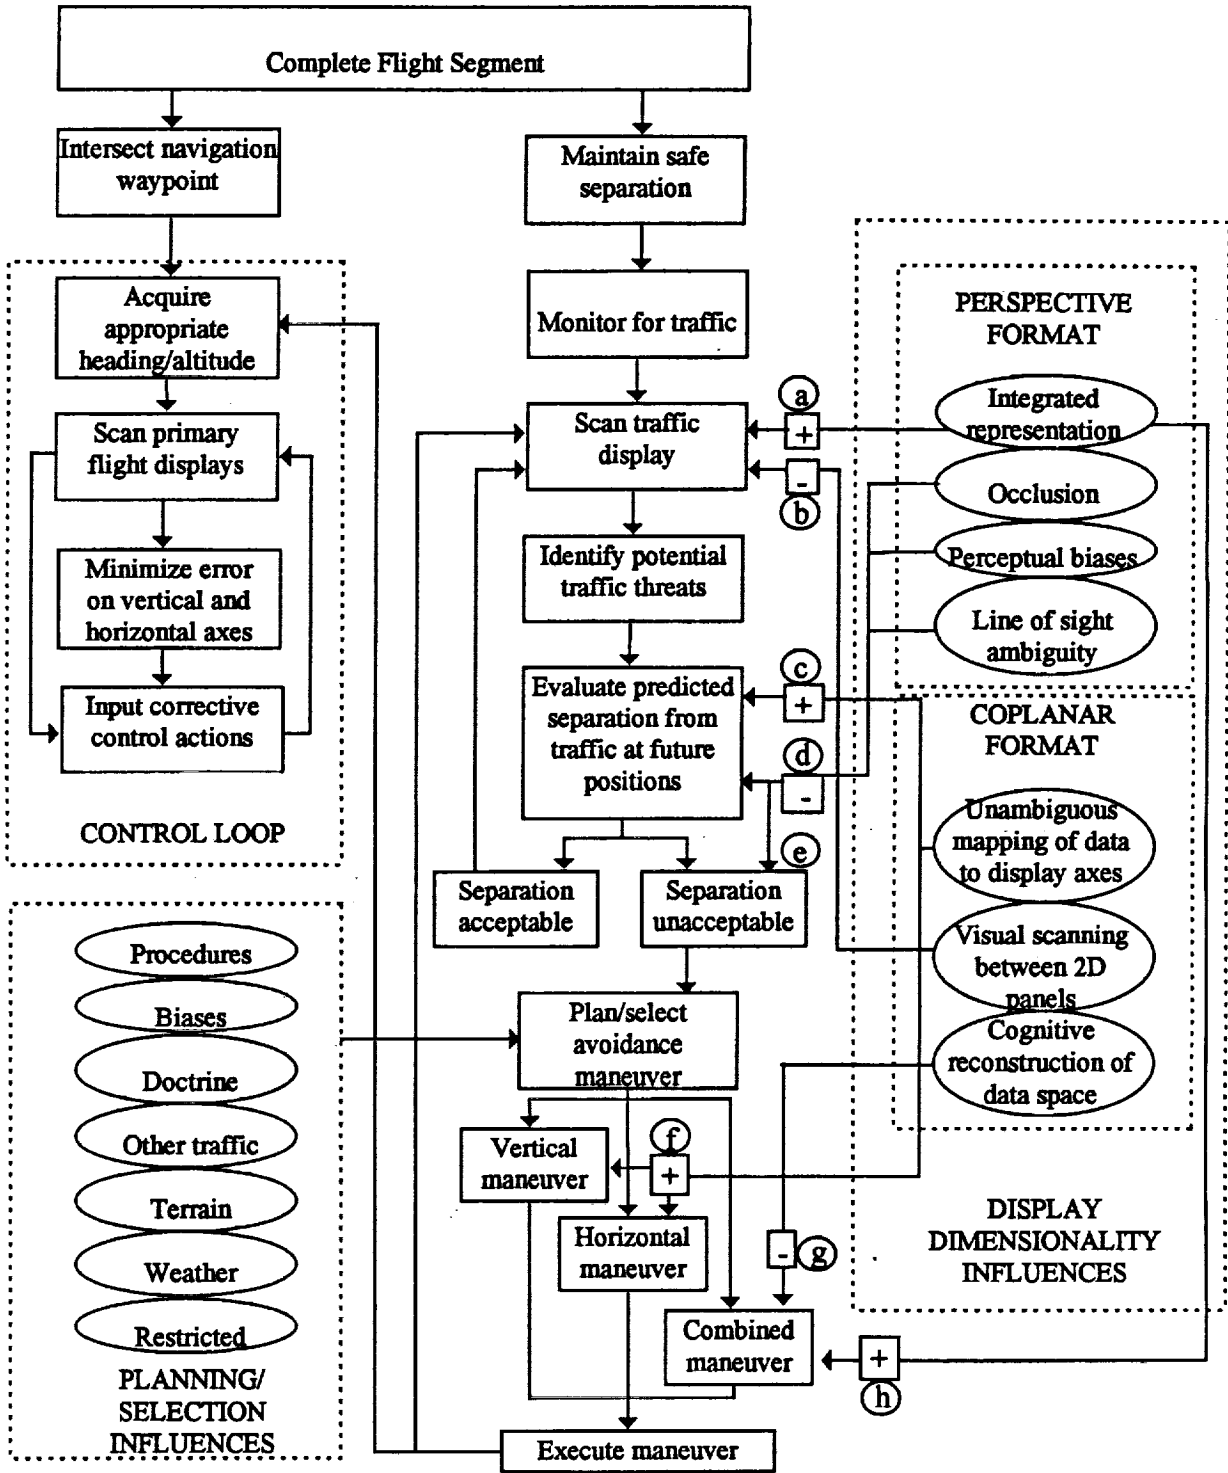 Complete Flight Segment
Intersect navigation
waypoint
Maintain safe
separation
Acquire
appropriate
heading/altitude
Monitor for traffic
Scan primary
flight displays
Scan traffic
display
Minimize error
on vertical and
horizontal axes
Identify potential
traffic threats
Input corrective
control actions
CONTROL LOOP
Evaluate predicted
separation from
traffic at future
positions
Separation
acceptable
Separation
unacceptable
Plan/select
avoidance
maneuver
Vertical
maneuver
Horizontal
maneuver
Combined
maneuver
Execute maneuver
a
+
-
b
c
+
d
-
e
f
+
-
g
+
h
PERSPECTIVE
FORMAT
Integrated
representation
Occlusion
Perceptual biases
Line of sight
ambiguity
COPLANAR
FORMAT
Unambiguous
mapping of data
to display axes
Visual scanning
between 2D
panels
Cognitive
reconstruction of
data space
DISPLAY
DIMENSIONALITY
INFLUENCES
Procedures
Biases
Doctrine
Other traffic
Terrain
Weather
Restricted
PLANNING/
SELECTION
INFLUENCES